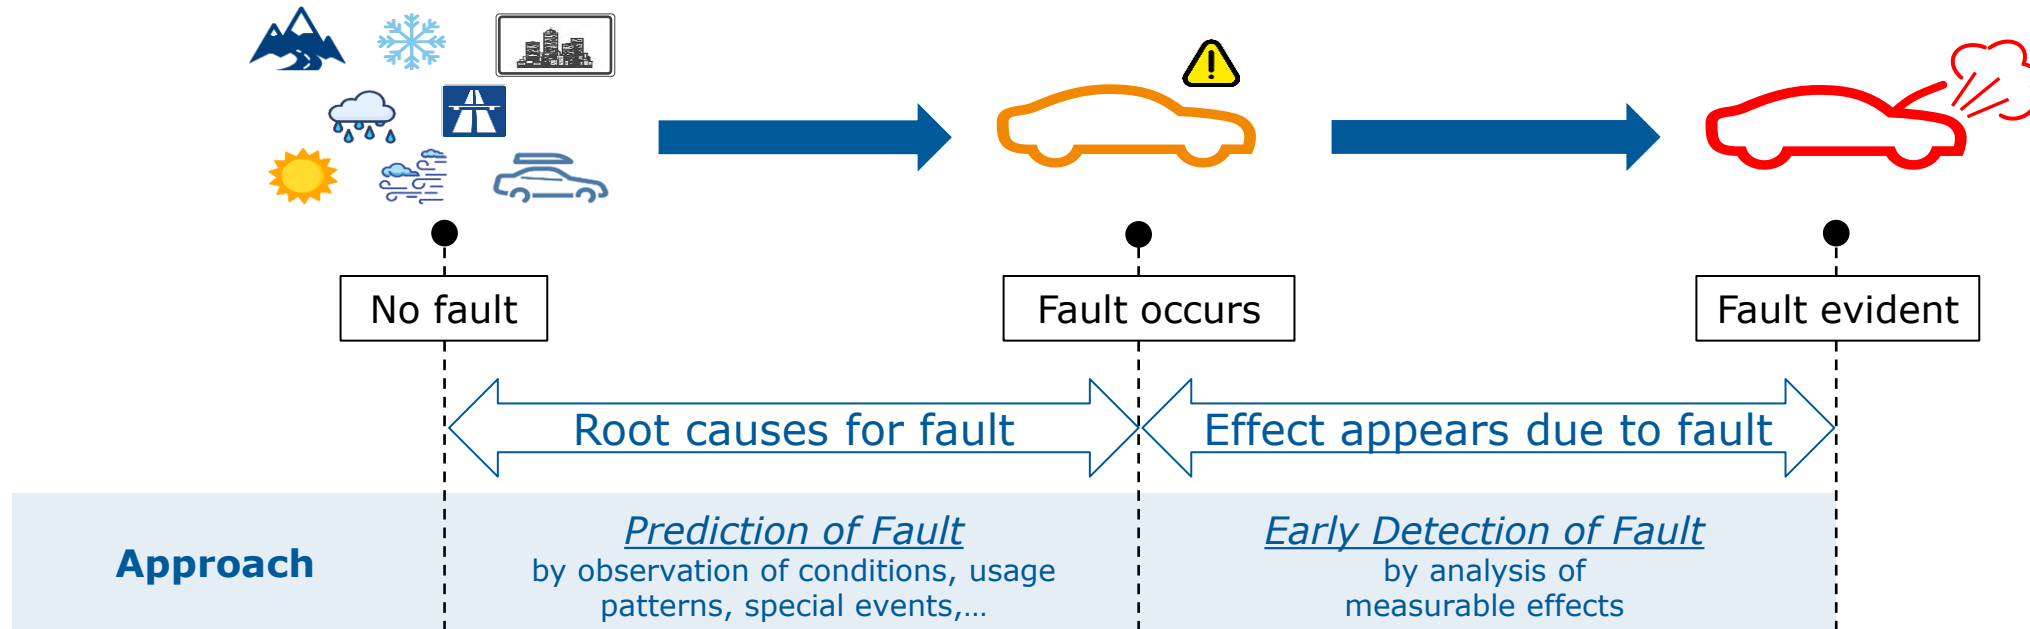 No fault
Fault occurs
Fault evident
Root causes for fault
Effect appears due to fault
Approach
Prediction of Fault
by observation of conditions, usage
patterns, special events,...
Early Detection of Fault
by analysis of
measurable effects